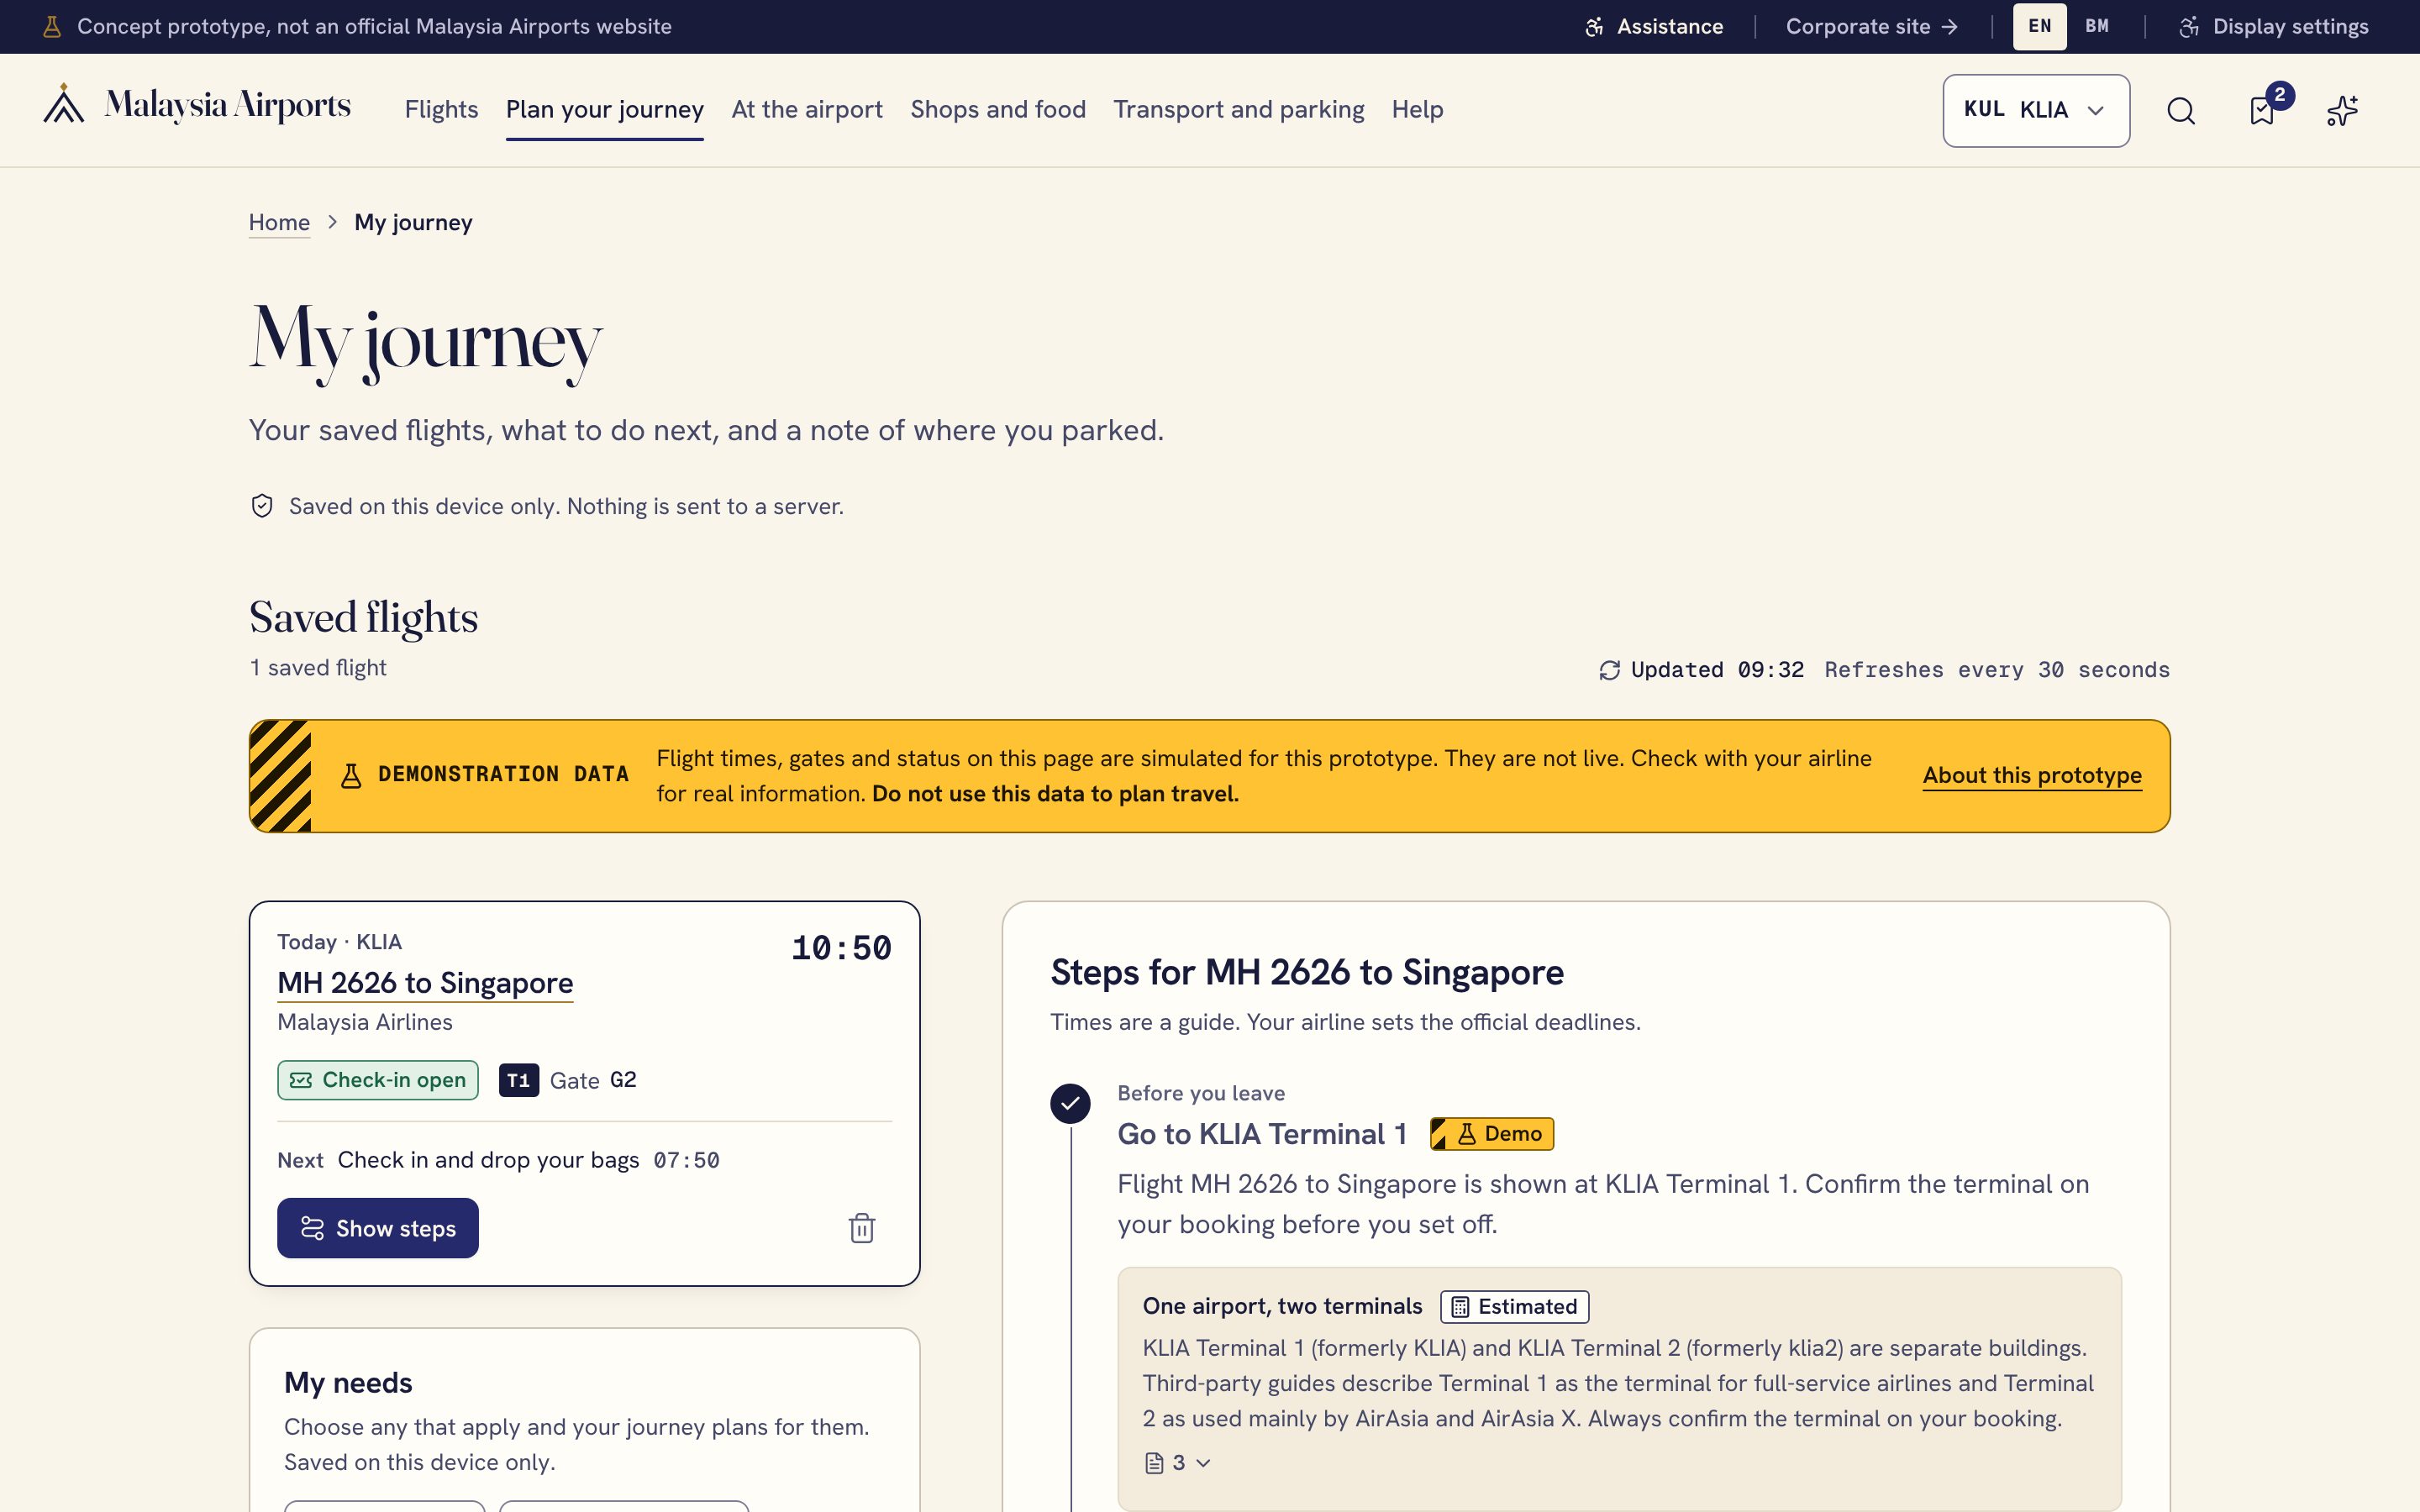 Concept prototype, not an official Malaysia Airports website
Assistance
Corporate site →
EN
BM
Display settings
Malaysia Airports
Flights
Plan your journey
At the airport
Shops and food
Transport and parking
Help
KUL KLIA
2
Home
My journey
My journey
Your saved flights, what to do next, and a note of where you parked.
Saved on this device only. Nothing is sent to a server.
Saved flights
1 saved flight
Updated 09:32 Refreshes every 30 seconds
DEMONSTRATION DATA
Flight times, gates and status on this page are simulated for this prototype. They are not live. Check with your airline
for real information. Do not use this data to plan travel.
About this prototype
Today · KLIA
10:50
MH 2626 to Singapore
Malaysia Airlines
Check-in open
T1 Gate G2
Next Check in and drop your bags 07:50
Show steps
My needs
Choose any that apply and your journey plans for them.
Saved on this device only.
Steps for MH 2626 to Singapore
Times are a guide. Your airline sets the official deadlines.
Before you leave
Go to KLIA Terminal 1
Demo
Flight MH 2626 to Singapore is shown at KLIA Terminal 1. Confirm the terminal on
your booking before you set off.
One airport, two terminals
Estimated
KLIA Terminal 1 (formerly KLIA) and KLIA Terminal 2 (formerly klia2) are separate buildings.
Third-party guides describe Terminal 1 as the terminal for full-service airlines and Terminal
2 as used mainly by AirAsia and AirAsia X. Always confirm the terminal on your booking.
3